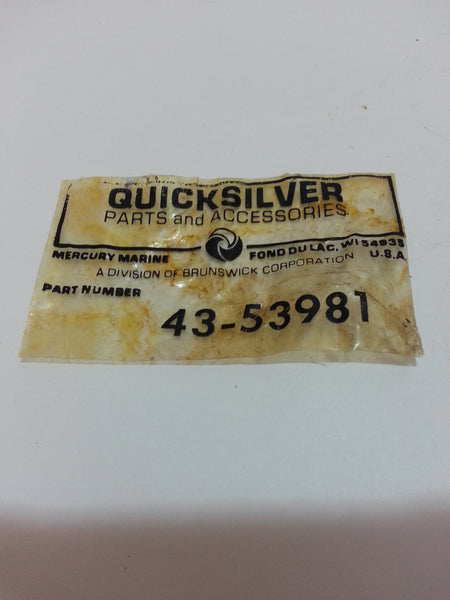 QUICKSILVER
PARTS and ACCESSORIES
MERCURY MARINE FOND DU LAC, WI 54935
A DIVISION OF BRUNSWICK CORPORATION U.S.A.
PART NUMBER
43-53981